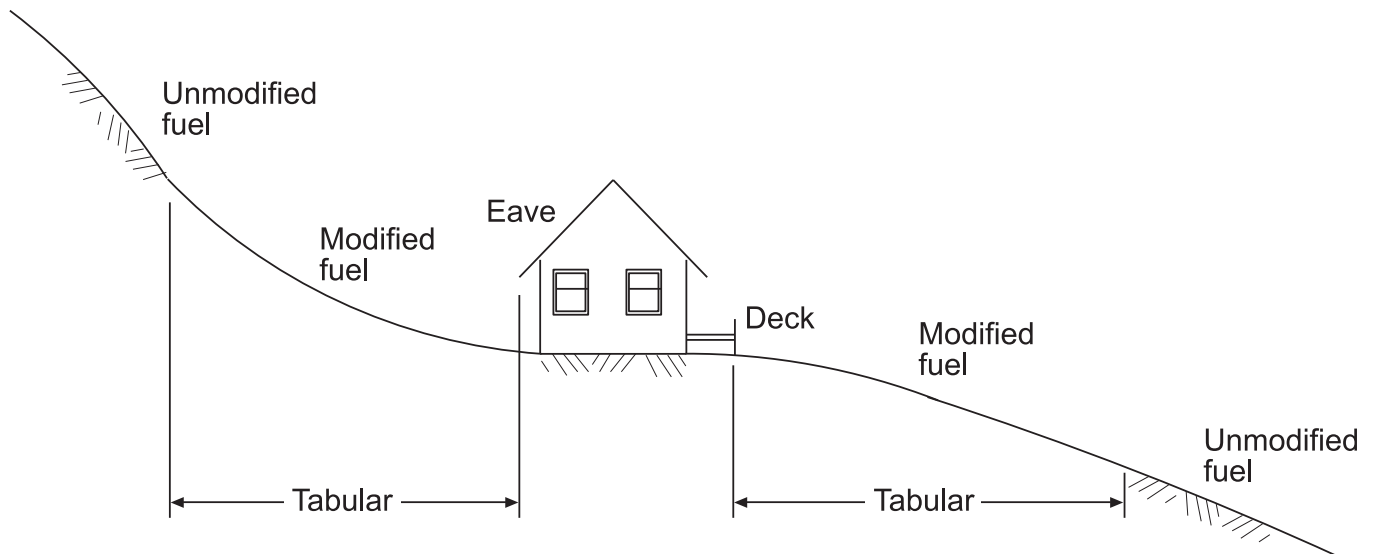 Unmodified
fuel
Eave
Modified
fuel
Deck
Modified
fuel
Unmodified
fuel
Tabular
Tabular